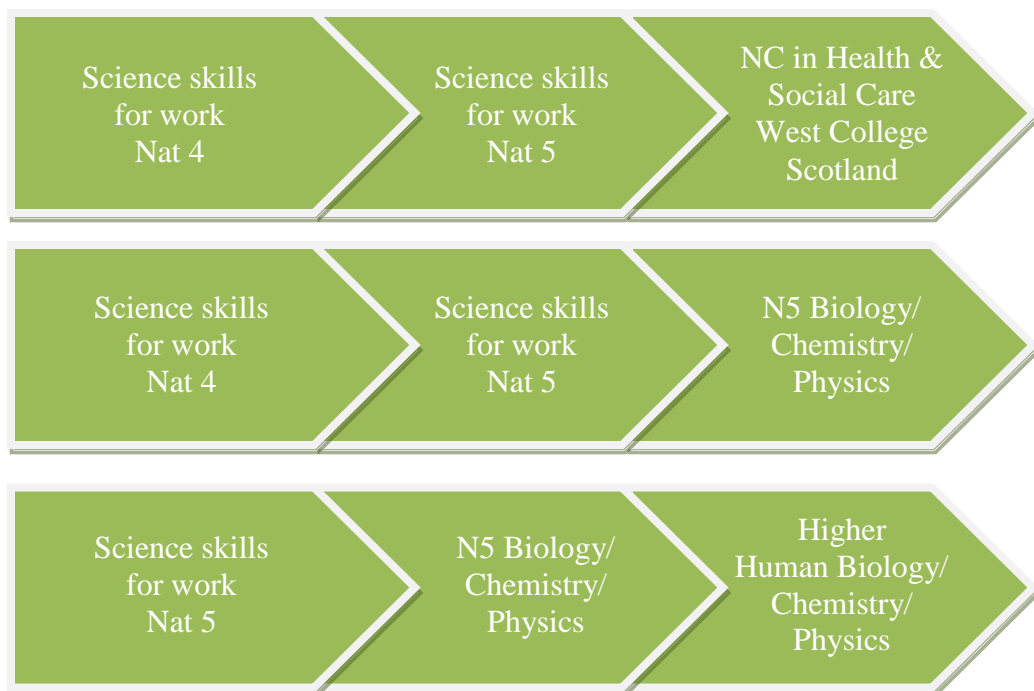 Science skills
for work
Nat 4
Science skills
for work
Nat 5
NC in Health &
Social Care
West College
Scotland
Science skills
for work
Nat 4
Science skills
for work
Nat 5
N5 Biology/
Chemistry/
Physics
Science skills
for work
Nat 5
N5 Biology/
Chemistry/
Physics
Higher
Human Biology/
Chemistry/
Physics